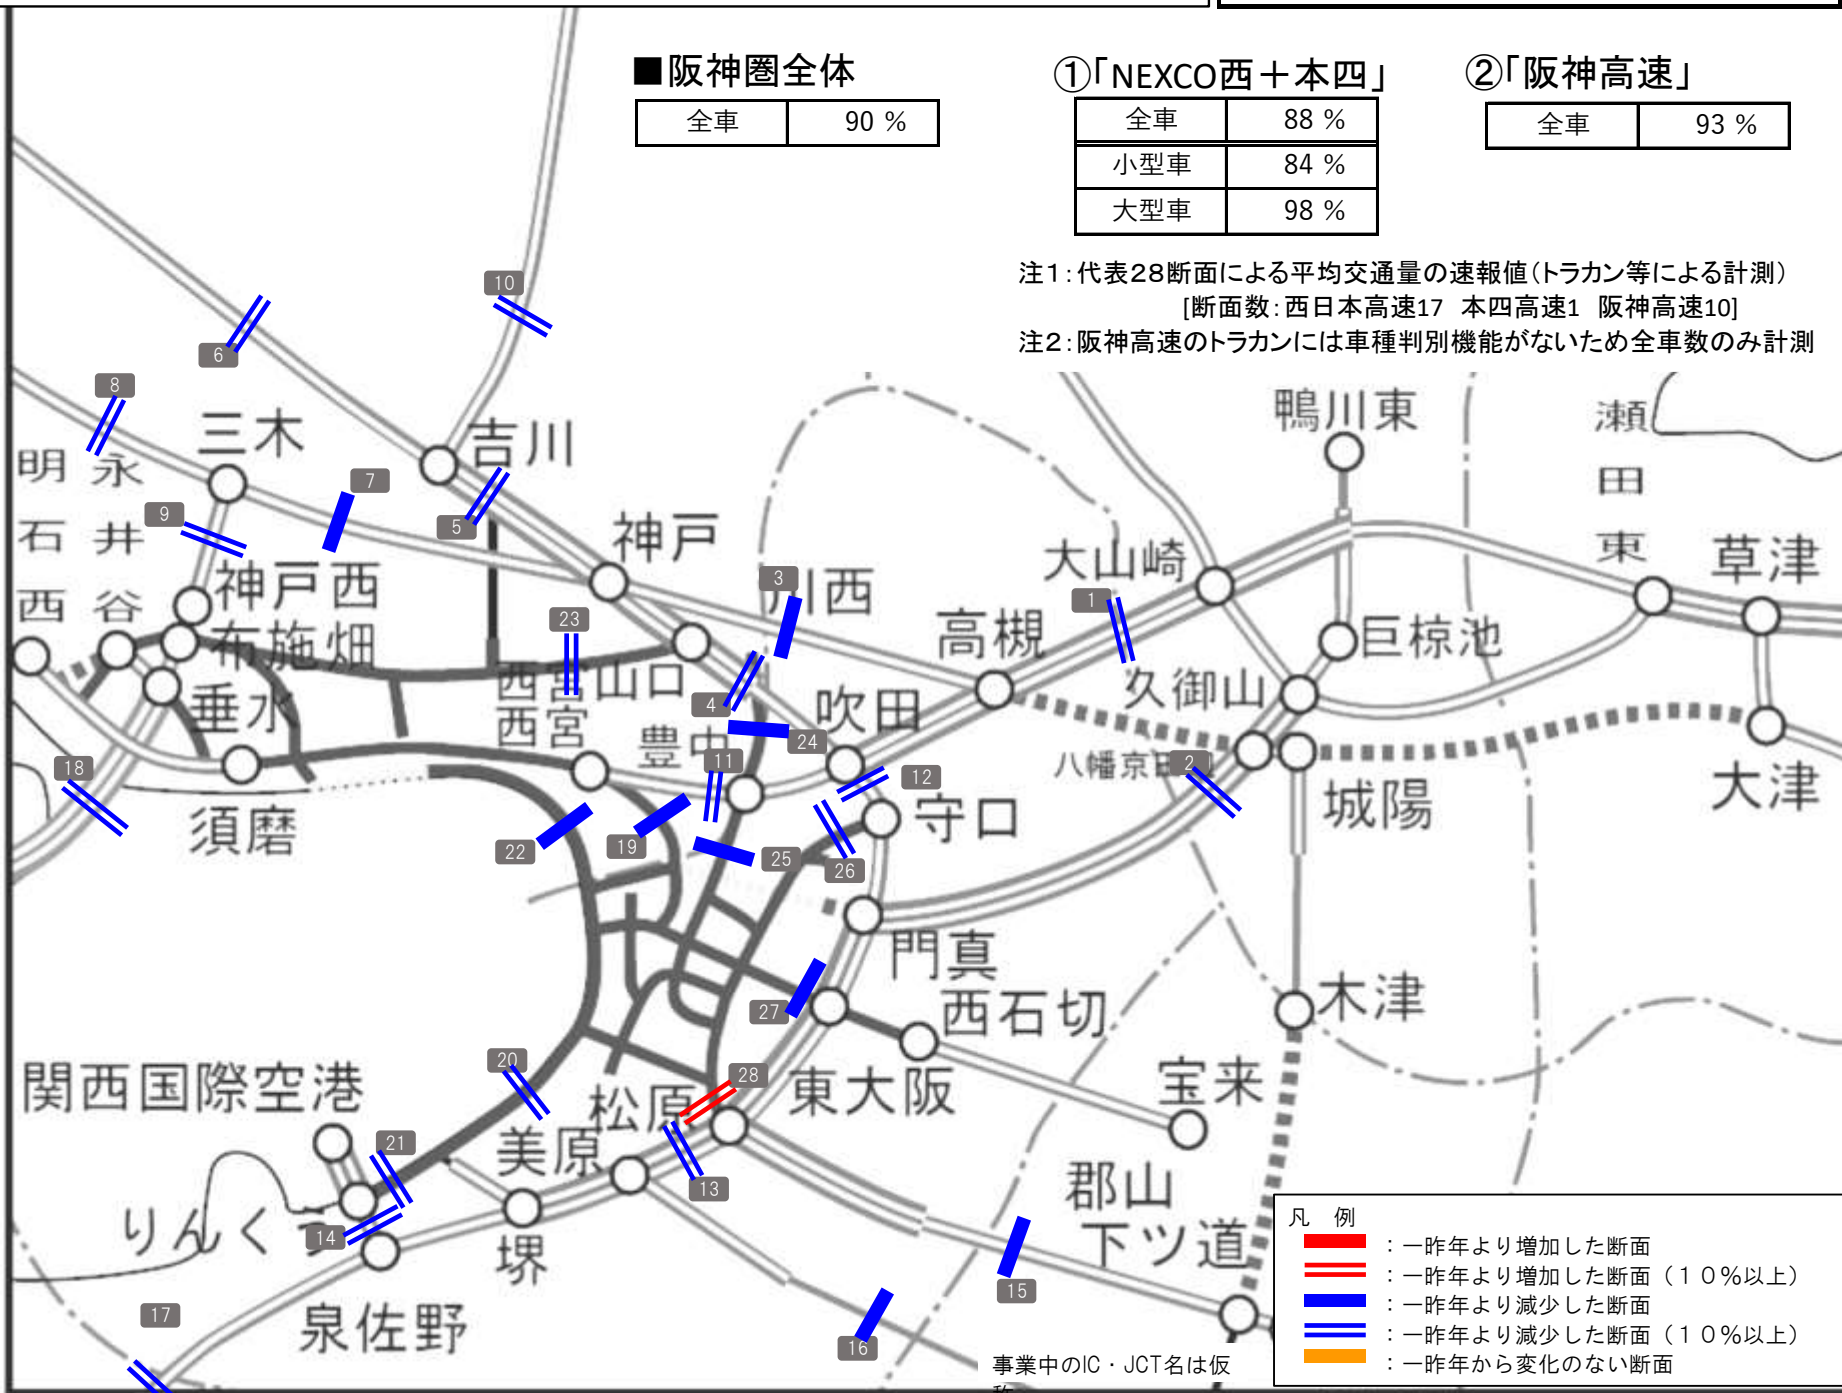 ■阪神圏全体
全車 90 %
①「NEXCO西＋本四」
全車 88 %
小型車 84 %
大型車 98 %
②「阪神高速」
全車 93 %
注1：代表28断面による平均交通量の速報値（トラカン等による計測）
[断面数：西日本高速17 本四高速1 阪神高速10]
注2：阪神高速のトラカンには車種判別機能がないため全車数のみ計測
10
6
8
三木
吉川
鴨川東
瀬田東
明石西
永井谷
7
9
5
神戸
大山崎
草津
神戸西
3
川西
1
布施畑
23
高槻
巨椋池
西宮山口
久御山
垂水
4
西宮
吹田
豊中
24
18
11
12
八幡京田
2
大津
須磨
守口
城陽
22
19
25
26
門真
27
西石切
木津
関西国際空港
20
28
松原
東大阪
宝来
21
美原
13
郡山
りんくう
14
堺
下ツ道
15
17
泉佐野
16
事業中のIC・JCT名は仮
称
凡 例
：一昨年より増加した断面
：一昨年より増加した断面（１０%以上）
：一昨年より減少した断面
：一昨年より減少した断面（１０%以上）
：一昨年から変化のない断面